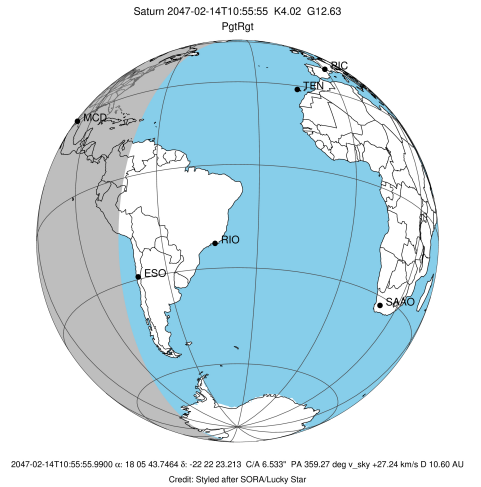 Saturn 2047-02-14T10:55:55 K4.02 G12.63
PgtRgt
PIC
TEN
MCD
RIO
ESO
SAAO
2047-02-14T10:55:55.9900 α: 18 05 43.7464 δ: -22 22 23.213 C/A 6.533" PA 359.27 deg v_sky +27.24 km/s D 10.60 AU
Credit: Styled after SORA/Lucky Star